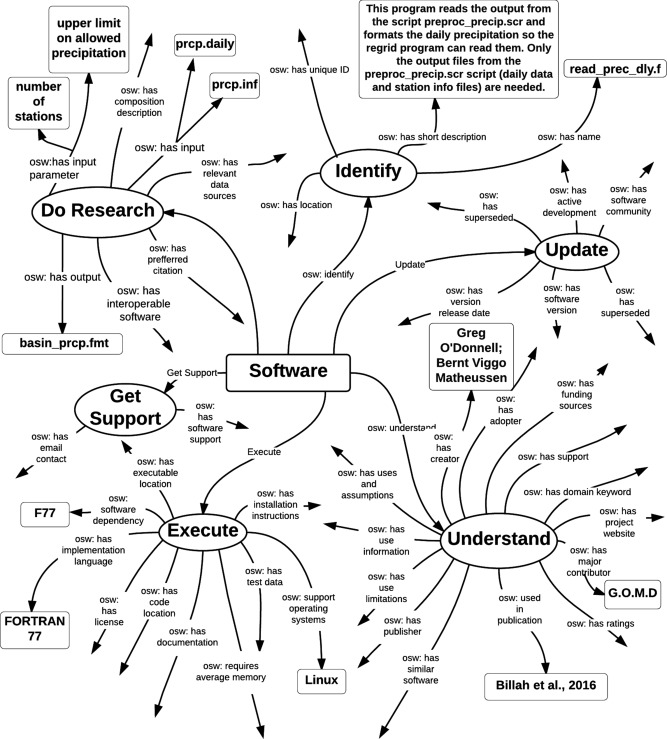 upper limit
on allowed
precipitation
prcp.daily
prcp.inf
number
of
stations
osw: has
composition
description
osw:has input
parameter
osw: has input
osw: has
relevant
data
sources
Do Research
osw: has output
osw: has
prefferred
citation
osw: has
interoperable
software
basin_prcp.fmt
This program reads the output from
the script preproc_precip.scr and
formats the daily precipitation so the
regrid program can read them. Only
the output files from the
preproc_precip.scr script (daily data
and station info files) are needed.
read_prec_dly.f
osw: has unique ID
osw: has short description
osw: has name
Identify
osw: has location
osw: identify
osw:
has
superseded
osw: has
active
development
osw: has
software
community
Update
Update
osw: has version
release date
osw: has
software
version
osw:
has
superseded
Software
Get Support
Get
Support
osw: has
email
contact
osw:
has
software
support
Execute
osw: has
executable
location
F77
osw:
software
dependency
osw: has
installation
instructions
Execute
osw: has
implementation
language
FORTRAN
77
osw:
has
license
osw: has
code
location
osw: has
documentation
osw: has
test data
osw: support
operating
systems
osw: requires
average memory
Linux
Greg
O'Donnell;
Bernt Viggo
Matheussen
osw: understand
osw:
has
creator
osw: has
adopter
osw: has
funding
sources
osw: has support
osw: has domain keyword
osw: has
project
website
osw: has uses
and
assumptions
osw: has
use
information
Understand
osw: has
major
contributor
G.O.M.D
osw: has
use
limitations
osw: has
publisher
osw: has
similar
software
osw: used
in
publication
osw: has ratings
Billah et al., 2016